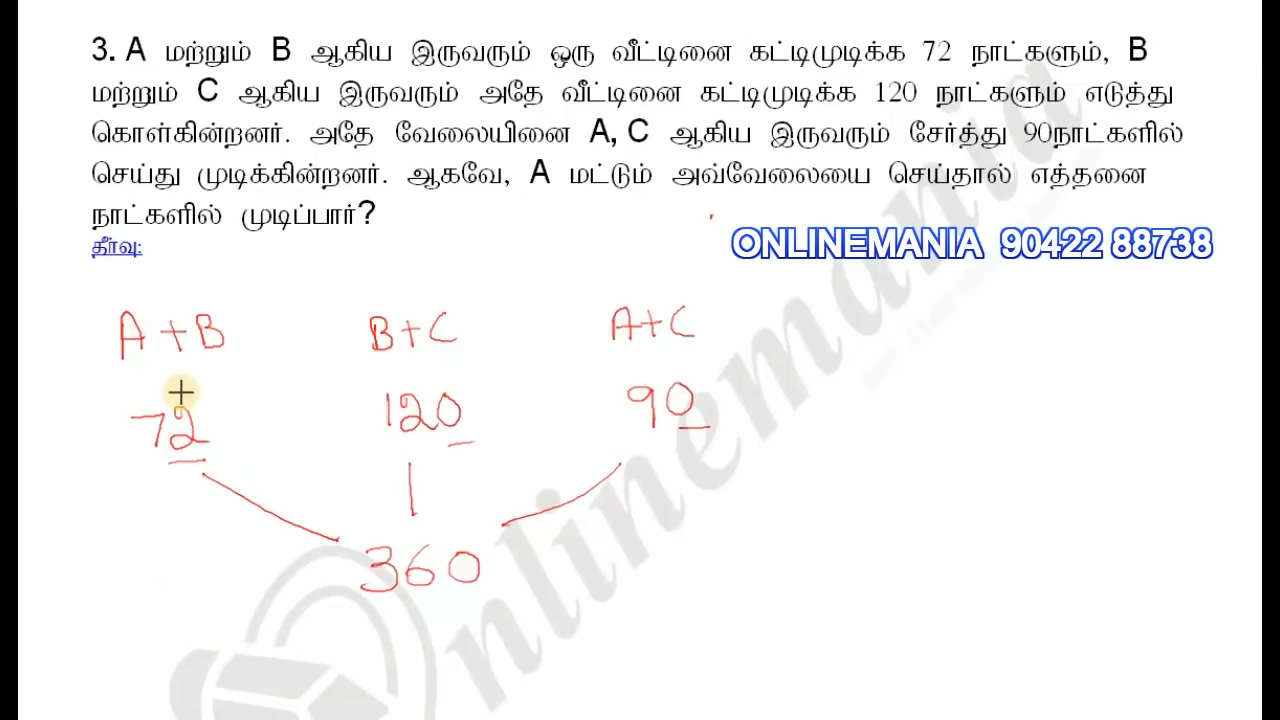 3. A மற்றும் B ஆகிய இருவரும் ஒரு வீட்டினை கட்டிமுடிக்க 72 நாட்களும், B
மற்றும் C ஆகிய இருவரும் அதே வீட்டினை கட்டிமுடிக்க 120 நாட்களும் எடுத்து
கொள்கின்றனர். அதே வேலையினை A, C ஆகிய இருவரும் சேர்த்து 90நாட்களில்
செய்து முடிக்கின்றனர். ஆகவே, A மட்டும் அவ்வேலையை செய்தால் எத்தனை
நாட்களில் முடிப்பார்?
தீர்வு:
ONLINEMANIA 90422 88738
A+B B+C A+C
72 120 90
360
Onlinemania